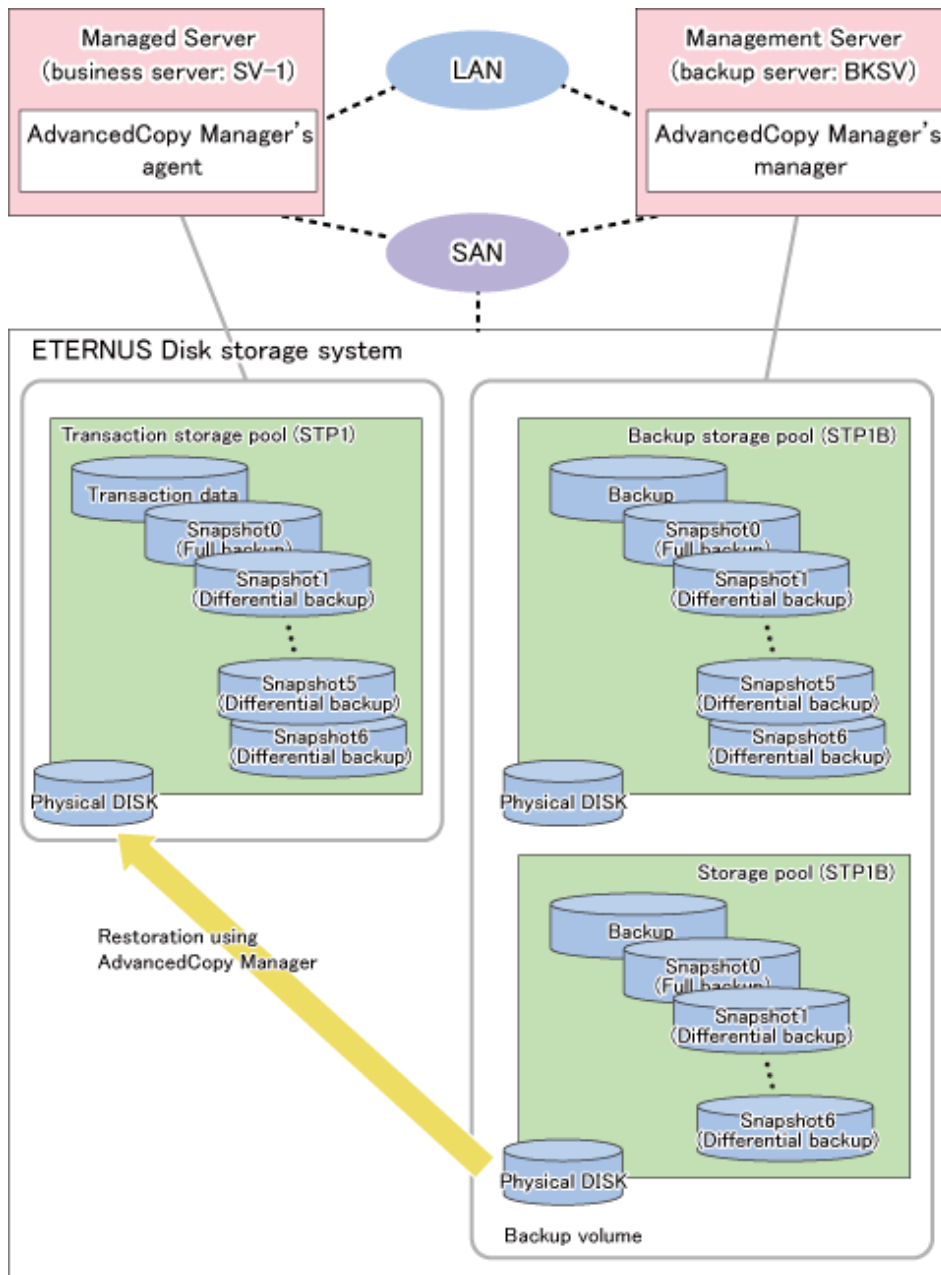 Managed Server
(business server: SV-1)
AdvancedCopy Manager's
agent
LAN
Management Server
(backup server: BKSV)
AdvancedCopy Manager's
manager
SAN
ETERNUS Disk storage system
Transaction storage pool (STP1)
Transaction data
Snapshot0
(Full backup)
Snapshot1
(Differential backup)
Snapshot5
(Differential backup)
Snapshot6
(Differential backup)
Physical DISK
Backup storage pool (STP1B)
Backup
Snapshot0
(Full backup)
Snapshot1
(Differential backup)
Snapshot5
(Differential backup)
Snapshot6
(Differential backup)
Physical DISK
Restoration using
AdvancedCopy Manager
Storage pool (STP1B)
Backup
Snapshot0
(Full backup)
Snapshot1
(Differential backup)
Snapshot6
(Differential backup)
Physical DISK
Backup volume